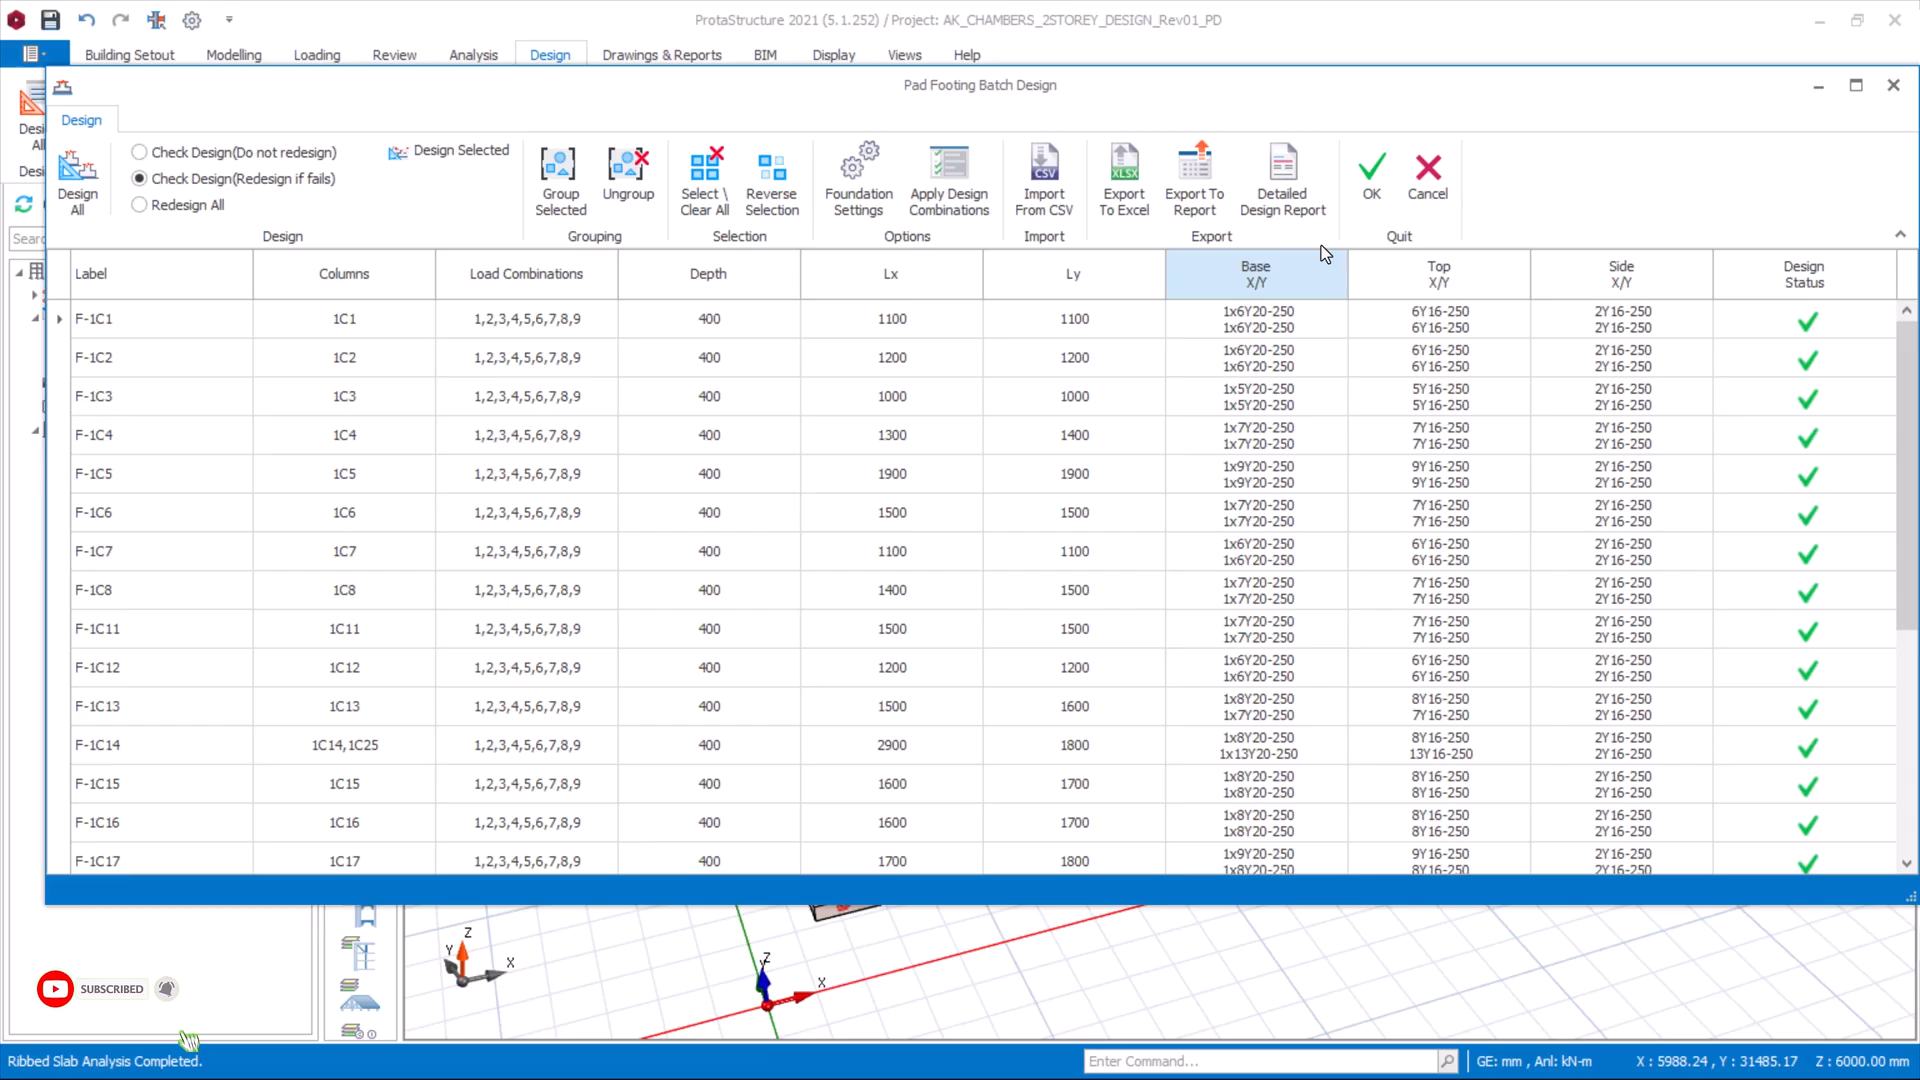 ProtaStructure 2021 (5.1.252) / Project: AK_CHAMBERS_2STOREY_DESIGN_Rev01_PD
Building Setout Modelling Loading Review Analysis Design Drawings & Reports BIM Display Views Help
Pad Footing Batch Design
Design
Design All
Check Design(Do not redesign)
Check Design(Redesign if fails)
Redesign All
Design Selected
Design
Group Selected
Ungroup
Grouping
Select \ Clear All
Reverse Selection
Selection
Foundation Settings
Apply Design Combinations
Options
Import From CSV
Import
Export To Excel
Export To Report
Detailed Design Report
Export
OK
Cancel
Quit
Label Columns Load Combinations Depth Lx Ly Base X/Y Top X/Y Side X/Y Design Status
F-1C1 1C1 1,2,3,4,5,6,7,8,9 400 1100 1100 1x6Y20-250 6Y16-250 2Y16-250
1x6Y20-250 6Y16-250 2Y16-250
F-1C2 1C2 1,2,3,4,5,6,7,8,9 400 1200 1200 1x6Y20-250 6Y16-250 2Y16-250
1x6Y20-250 6Y16-250 2Y16-250
F-1C3 1C3 1,2,3,4,5,6,7,8,9 400 1000 1000 1x5Y20-250 5Y16-250 2Y16-250
1x5Y20-250 5Y16-250 2Y16-250
F-1C4 1C4 1,2,3,4,5,6,7,8,9 400 1300 1400 1x7Y20-250 7Y16-250 2Y16-250
1x7Y20-250 7Y16-250 2Y16-250
F-1C5 1C5 1,2,3,4,5,6,7,8,9 400 1900 1900 1x9Y20-250 9Y16-250 2Y16-250
1x9Y20-250 9Y16-250 2Y16-250
F-1C6 1C6 1,2,3,4,5,6,7,8,9 400 1500 1500 1x7Y20-250 7Y16-250 2Y16-250
1x7Y20-250 7Y16-250 2Y16-250
F-1C7 1C7 1,2,3,4,5,6,7,8,9 400 1100 1100 1x6Y20-250 6Y16-250 2Y16-250
1x6Y20-250 6Y16-250 2Y16-250
F-1C8 1C8 1,2,3,4,5,6,7,8,9 400 1400 1500 1x7Y20-250 7Y16-250 2Y16-250
1x7Y20-250 7Y16-250 2Y16-250
F-1C11 1C11 1,2,3,4,5,6,7,8,9 400 1500 1500 1x7Y20-250 7Y16-250 2Y16-250
1x7Y20-250 7Y16-250 2Y16-250
F-1C12 1C12 1,2,3,4,5,6,7,8,9 400 1200 1200 1x6Y20-250 6Y16-250 2Y16-250
1x6Y20-250 6Y16-250 2Y16-250
F-1C13 1C13 1,2,3,4,5,6,7,8,9 400 1500 1600 1x8Y20-250 8Y16-250 2Y16-250
1x7Y20-250 7Y16-250 2Y16-250
F-1C14 1C14,1C25 1,2,3,4,5,6,7,8,9 400 2900 1800 1x8Y20-250 8Y16-250 2Y16-250
1x13Y20-250 13Y16-250 2Y16-250
F-1C15 1C15 1,2,3,4,5,6,7,8,9 400 1600 1700 1x8Y20-250 8Y16-250 2Y16-250
1x8Y20-250 8Y16-250 2Y16-250
F-1C16 1C16 1,2,3,4,5,6,7,8,9 400 1600 1700 1x8Y20-250 8Y16-250 2Y16-250
1x8Y20-250 8Y16-250 2Y16-250
F-1C17 1C17 1,2,3,4,5,6,7,8,9 400 1700 1800 1x9Y20-250 9Y16-250 2Y16-250
1x8Y20-250 8Y16-250 2Y16-250
Z
Y
X
Z
X
SUBSCRIBED
Ribbed Slab Analysis Completed.
Enter Command...
GE: mm , Anl: kN-m
X : 5988.24 , Y : 31485.17
Z : 6000.00 mm